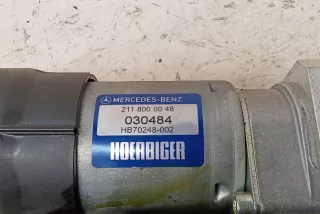 MERCEDES-BENZ
211 800 00 48
030484
HB70248-002
HOERBIGER